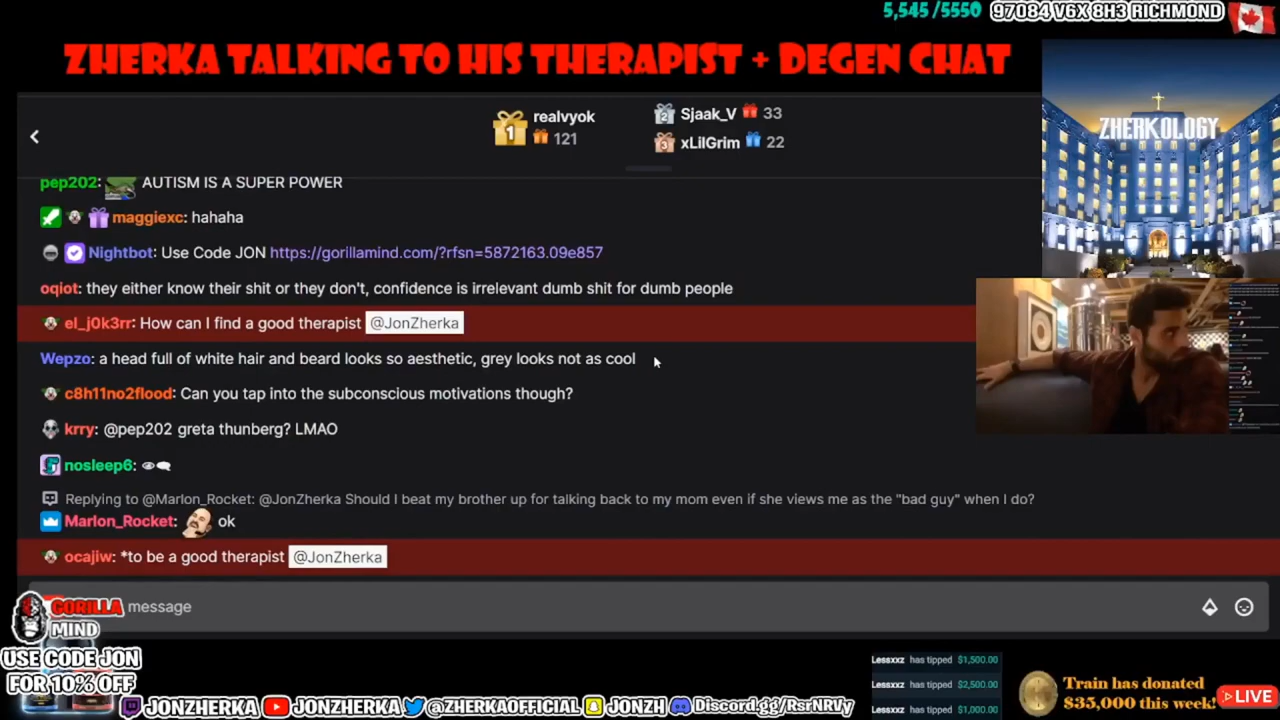 5,545 /5550
97084 V6X 8H3 RICHMOND
ZHERKA TALKING TO HIS THERAPIST + DEGEN CHAT
ZHERKOLOGY
1 realvyok
121
2 Sjaak_V 33
3 xLilGrim 22
pep202: AUTISM IS A SUPER POWER
maggiexc: hahaha
Nightbot: Use Code JON https://gorillamind.com/?rfsn=5872163.09e857
oqiot: they either know their shit or they don't, confidence is irrelevant dumb shit for dumb people
el_j0k3rr: How can I find a good therapist @JonZherka
Wepzo: a head full of white hair and beard looks so aesthetic, grey looks not as cool
c8h11no2flood: Can you tap into the subconscious motivations though?
krry: @pep202 greta thunberg? LMAO
nosleep6:
Replying to @Marlon_Rocket: @JonZherka Should I beat my brother up for talking back to my mom even if she views me as the "bad guy" when I do?
Marlon_Rocket: ok
ocajiw: *to be a good therapist @JonZherka
message
GORILLA
MIND
USE CODE JON
FOR 10% OFF
Lessxxz has tipped $1,500.00
Lessxxz has tipped $2,500.00
Lessxxz has tipped $1,000.00
Train has donated
$35,000 this week!
LIVE
JONZHERKA JONZHERKA @ZHERKAOFFICIAL JONZH Discord.gg/RsrNRVy